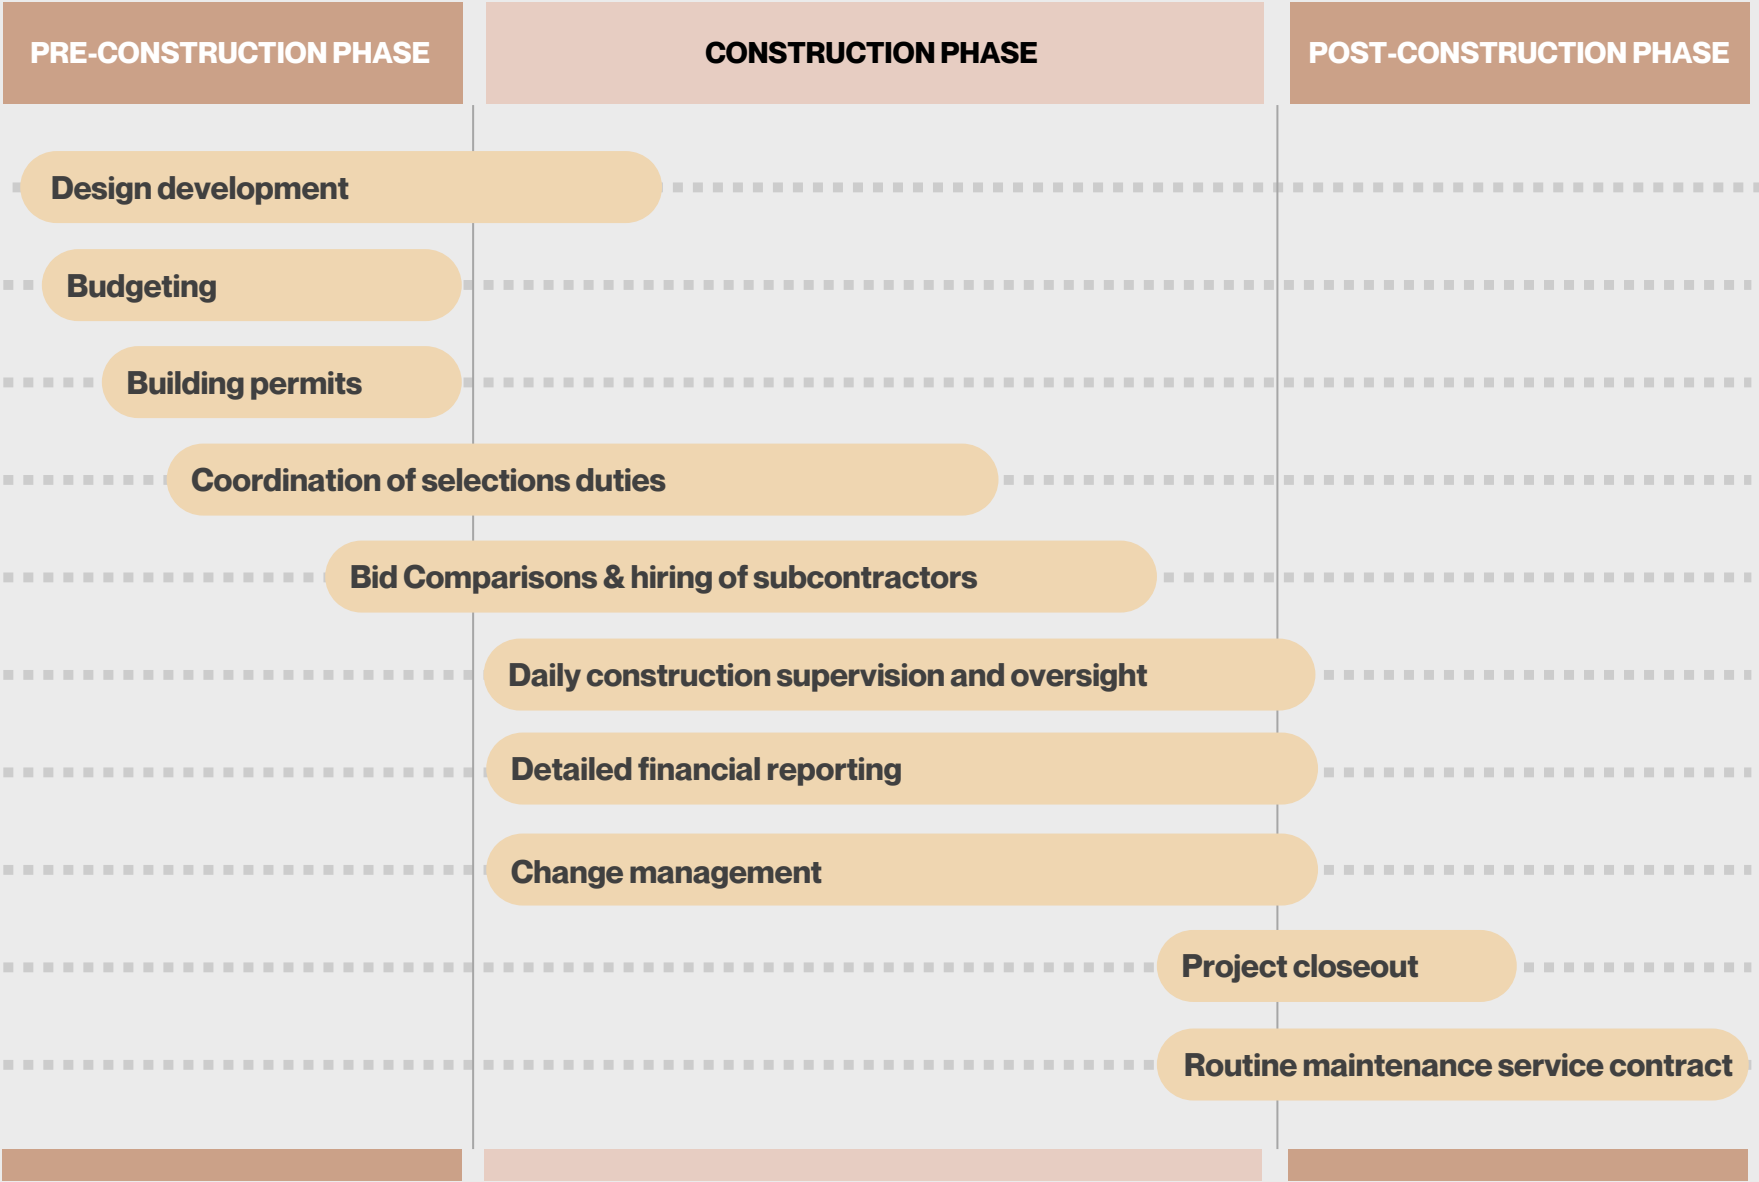 PRE-CONSTRUCTION PHASE
CONSTRUCTION PHASE
POST-CONSTRUCTION PHASE
Design development
Budgeting
Building permits
Coordination of selections duties
Bid Comparisons & hiring of subcontractors
Daily construction supervision and oversight
Detailed financial reporting
Change management
Project closeout
Routine maintenance service contract